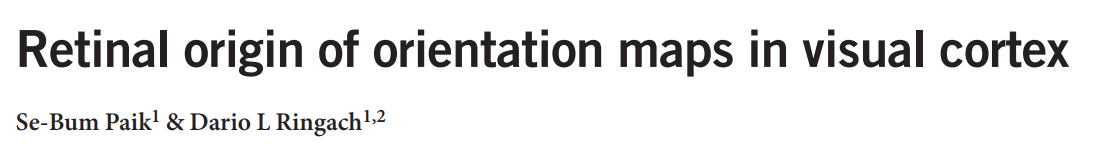 Retinal origin of orientation maps in visual cortex
Se-Bum Paik¹ & Dario L Ringach¹,²